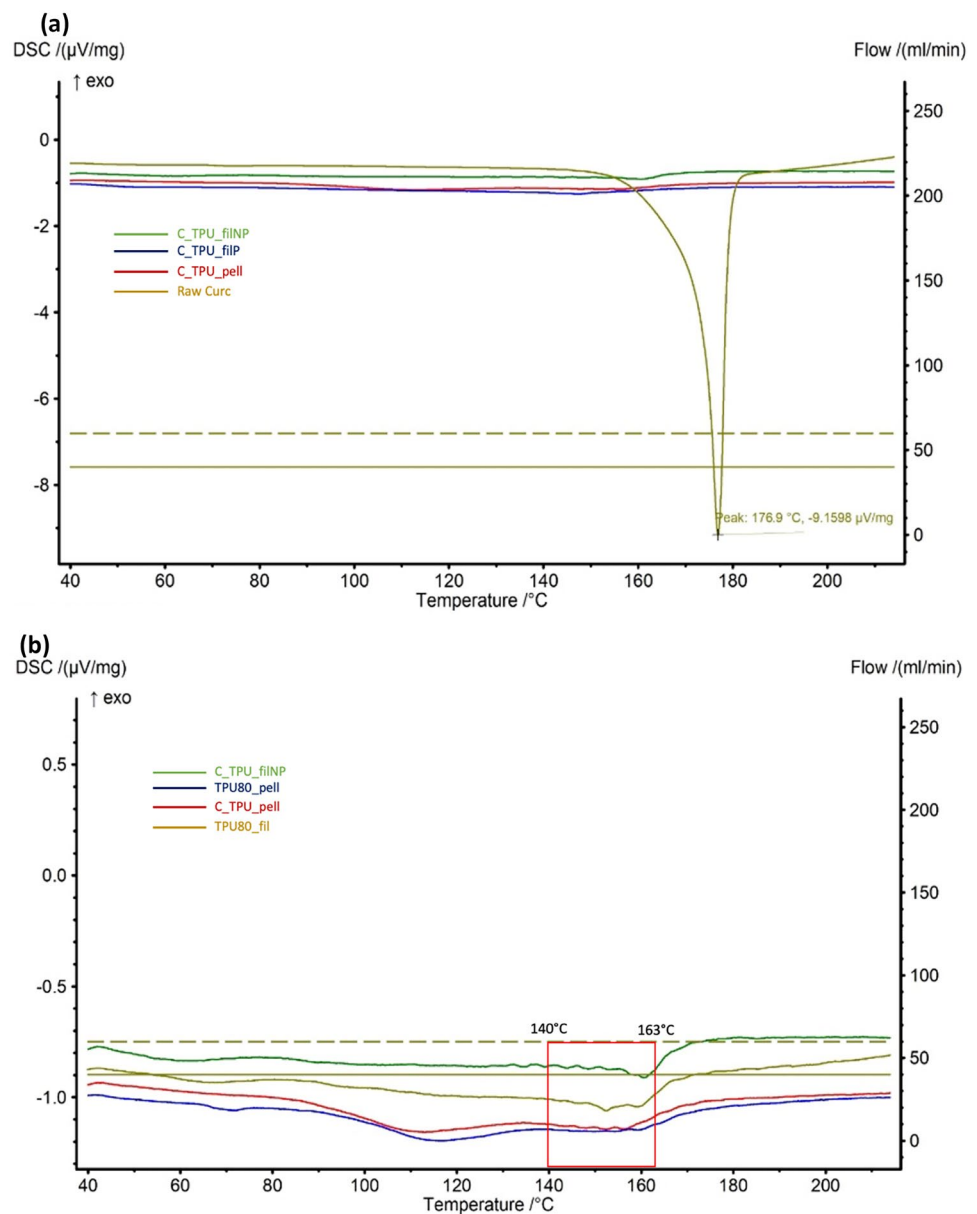 (a)
DSC /(µV/mg) Flow /(ml/min)
↑ exo
250
0
200
-2
C_TPU_filNP
C_TPU_filP
C_TPU_pell
Raw Curc
150
-4
100
-6
50
-8
Peak: 176.9 °C, -9.1598 µV/mg
0
40 60 80 100 120 140 160 180 200
Temperature /°C
(b)
DSC /(µV/mg) Flow /(ml/min)
↑ exo
250
0.5
C_TPU_filNP
TPU80_pell
C_TPU_pell
TPU80_fil
200
150
0.0
100
-0.5
140°C 163°C
50
-1.0
0
40 60 80 100 120 140 160 180 200
Temperature /°C